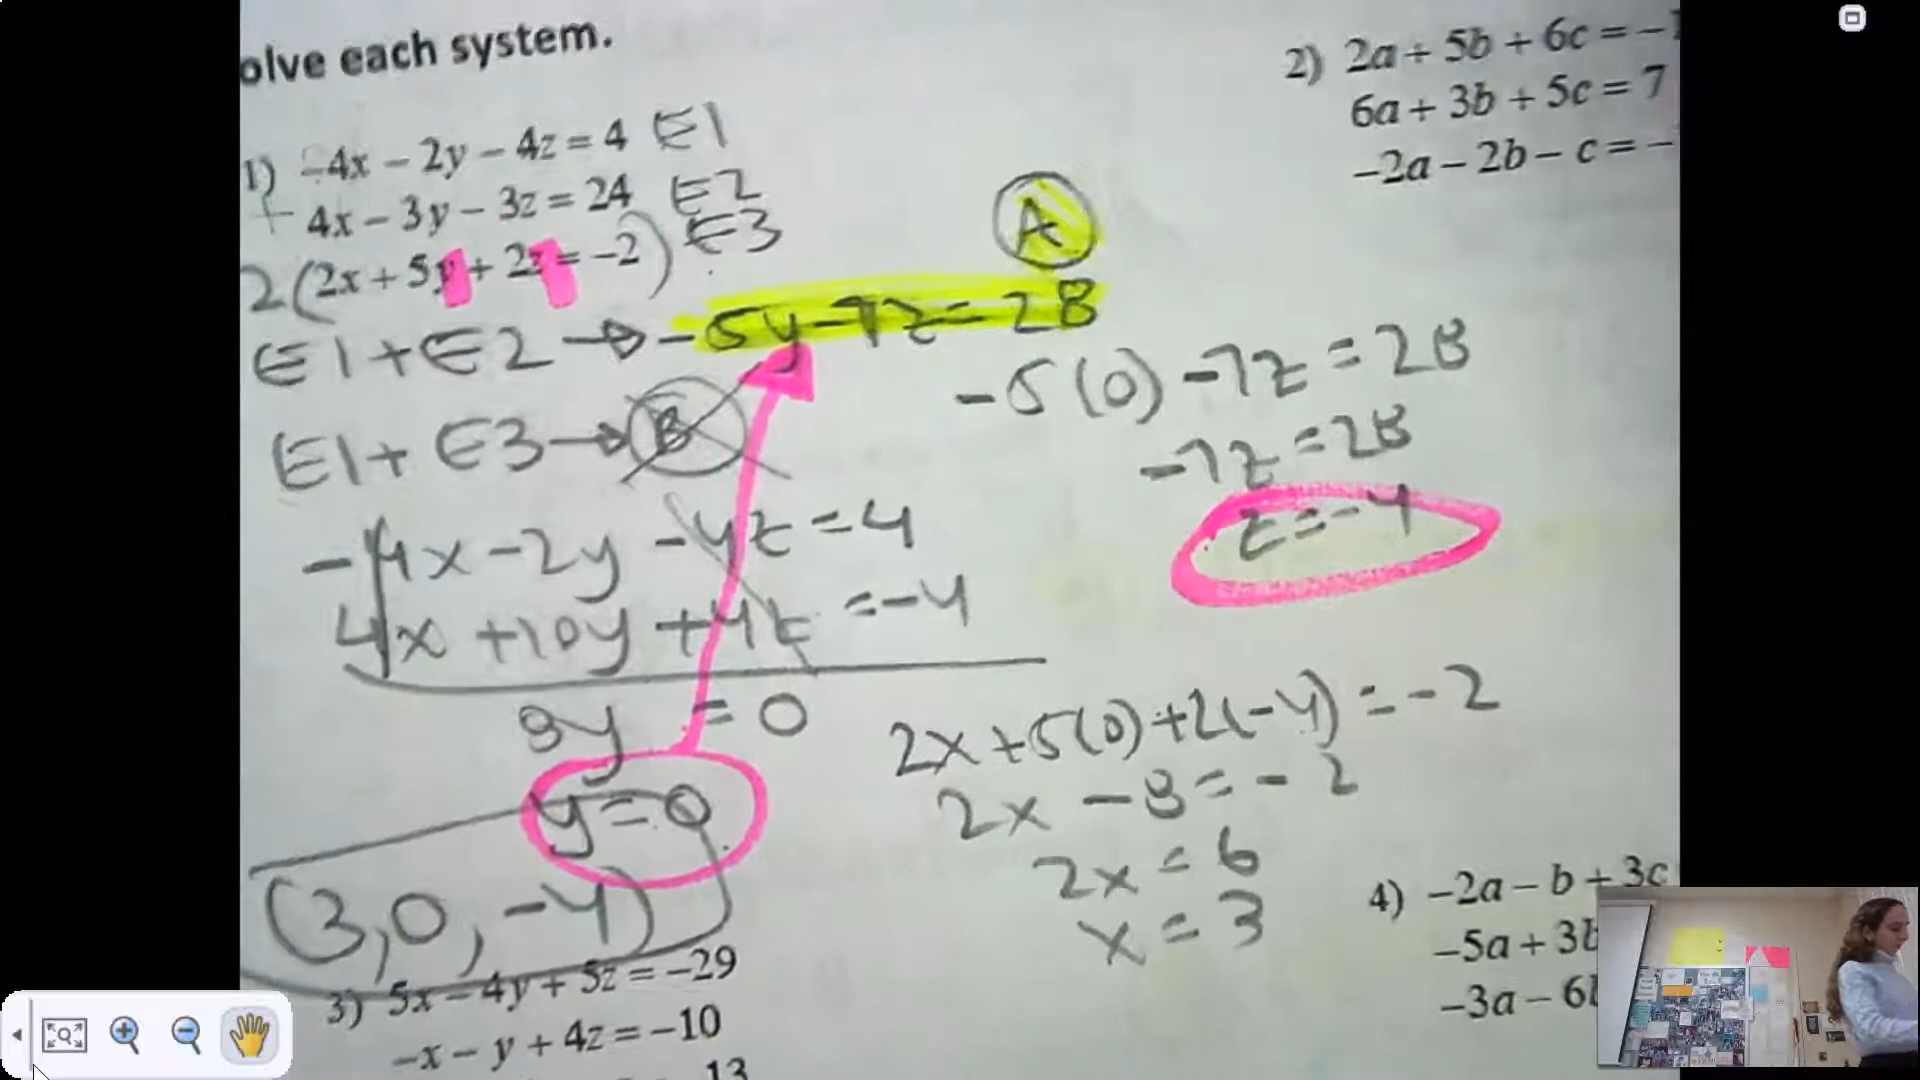 olve each system.
1) -4x - 2y - 4z = 4 E1
+ 4x - 3y - 3z = 24 E2
2(2x + 5y + 2z = -2) E3
E1+E2 → -5y-7z=28
A
E1+E3 → B
-4x-2y-4z=4
4x+10y+4z=-4
8y = 0
y=0
(3,0,-4)
-5(0)-7z=28
-7z=28
z=-4
2x+5(0)+2(-4)=-2
2x-8=-2
2x=6
x=3
2) 2a + 5b + 6c = -
6a + 3b + 5c = 7
-2a - 2b - c = -
3) 5x - 4y + 5z = -29
-x - y + 4z = -10
13
4) -2a - b + 3c
-5a + 3b
-3a - 6b